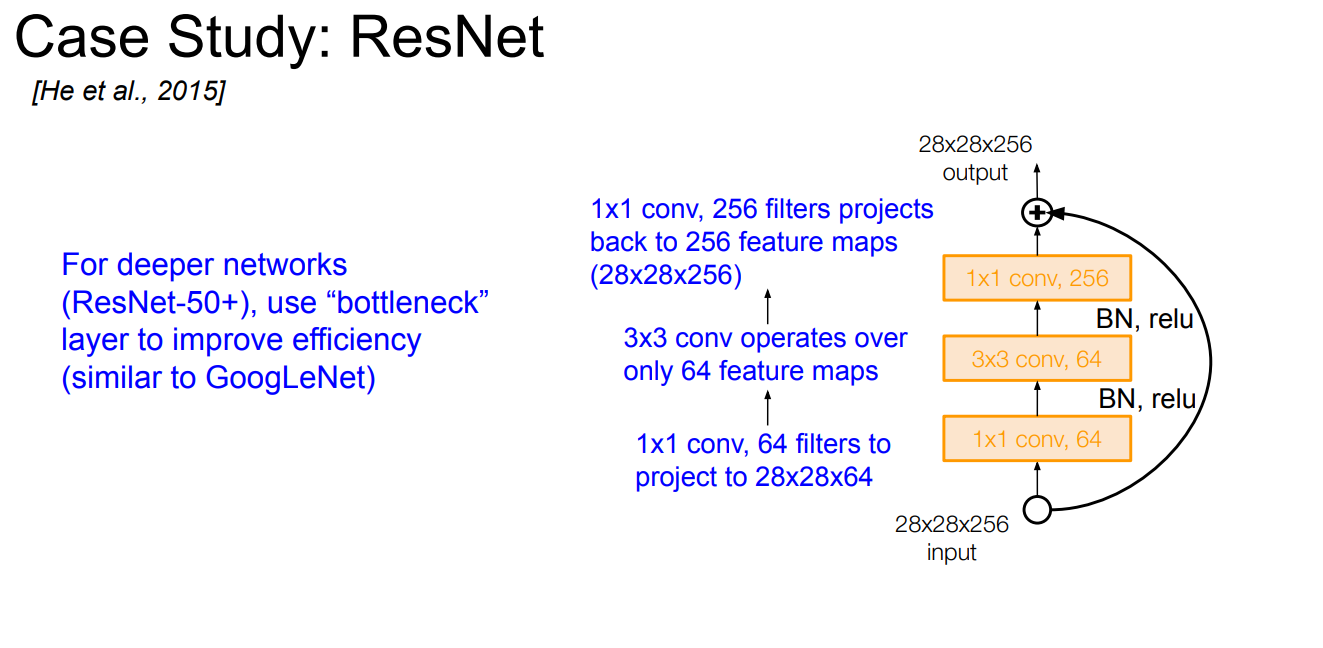 Case Study: ResNet
[He et al., 2015]
For deeper networks
(ResNet-50+), use “bottleneck”
layer to improve efficiency
(similar to GoogLeNet)
1x1 conv, 256 filters projects
back to 256 feature maps
(28x28x256)
3x3 conv operates over
only 64 feature maps
1x1 conv, 64 filters to
project to 28x28x64
28x28x256
output
+
1x1 conv, 256
BN, relu
3x3 conv, 64
BN, relu
1x1 conv, 64
28x28x256
input